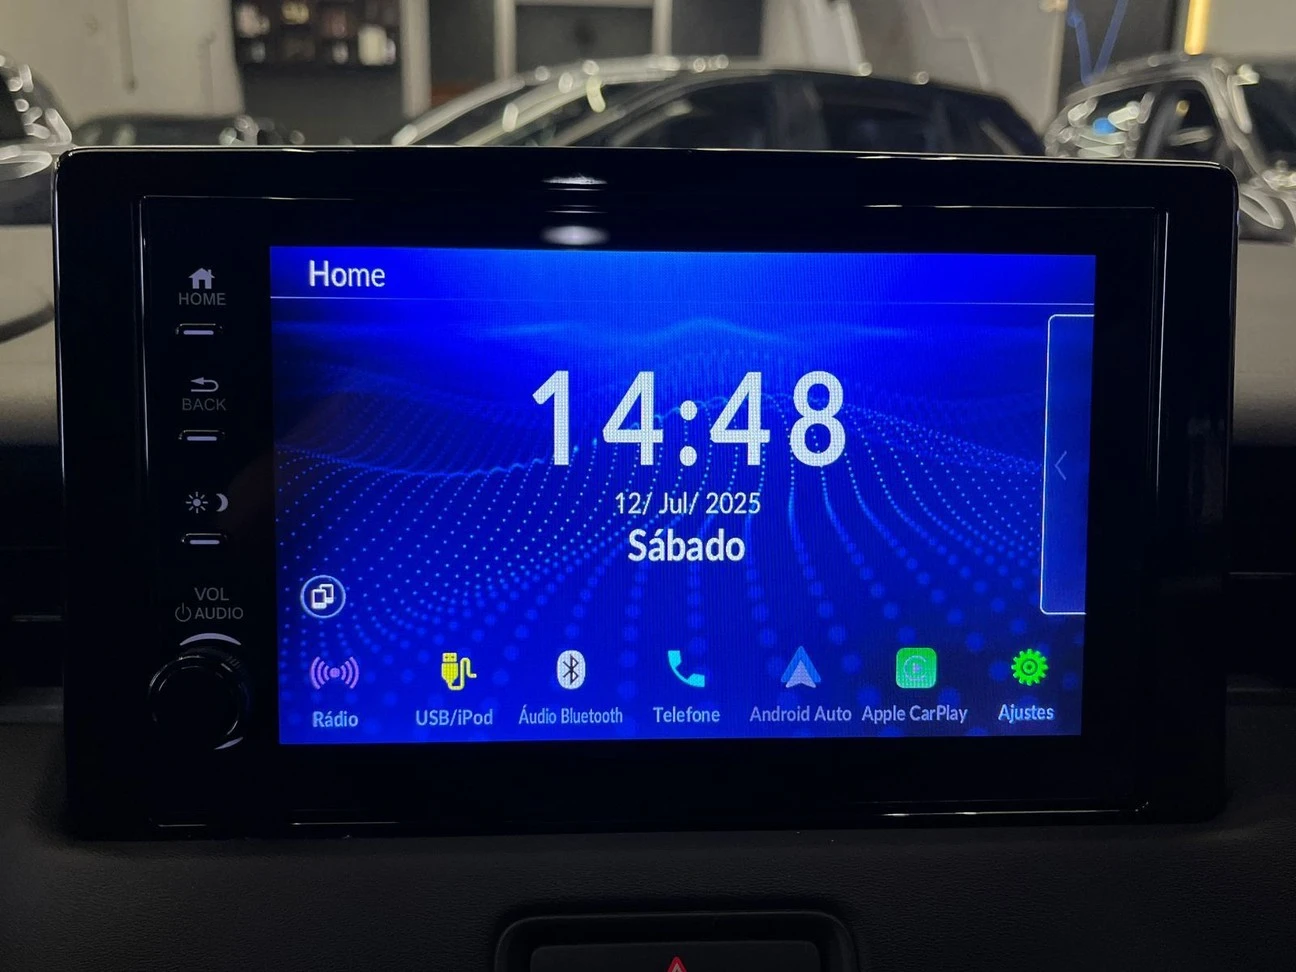 HOME
BACK
VOL
AUDIO
Home
14:48
12/ Jul/ 2025
Sábado
Rádio
USB/iPod
Áudio Bluetooth
Telefone
Android Auto
Apple CarPlay
Ajustes